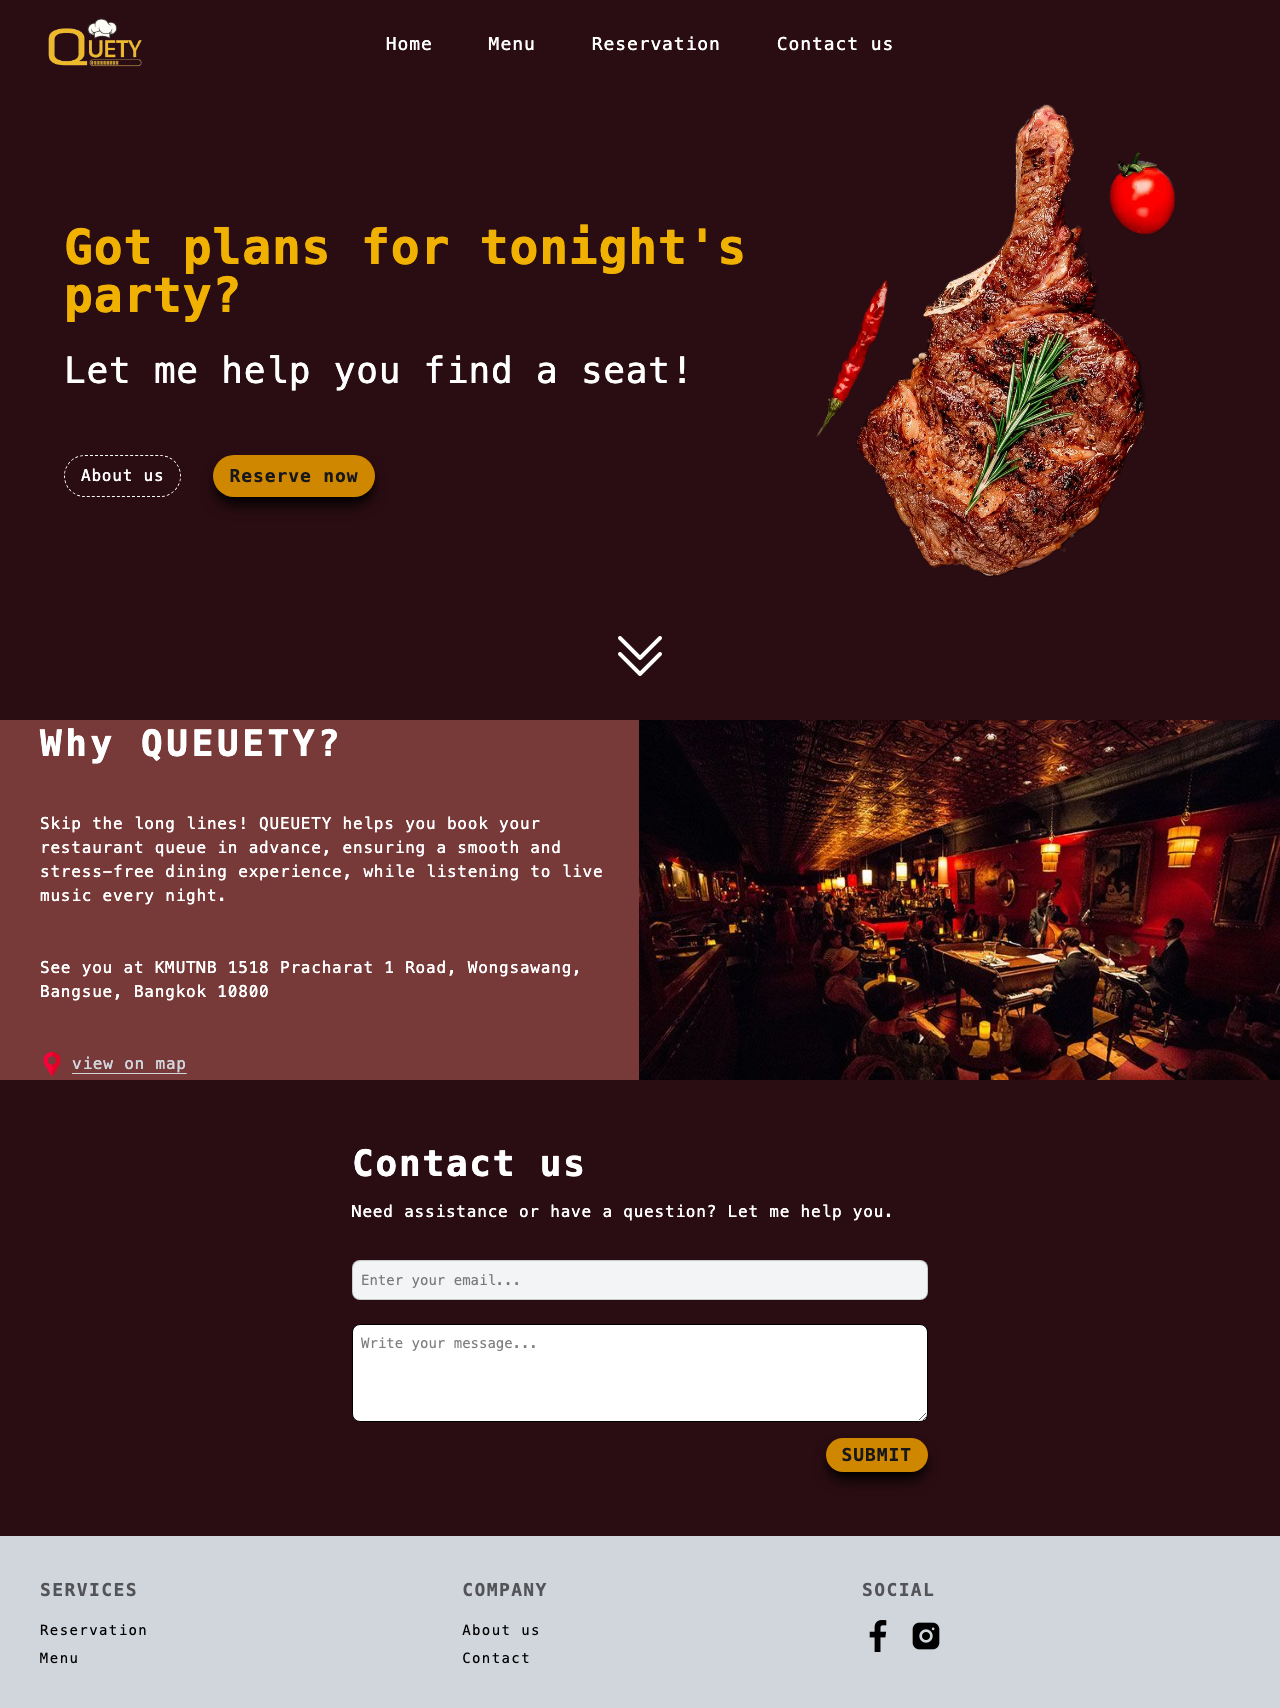 QUETY
Home Menu Reservation Contact us
Got plans for tonight's
party?
Let me help you find a seat!
About us Reserve now
Why QUEUETY?
Skip the long lines! QUEUETY helps you book your
restaurant queue in advance, ensuring a smooth and
stress-free dining experience, while listening to live
music every night.
See you at KMUTNB 1518 Pracharat 1 Road, Wongsawang,
Bangsue, Bangkok 10800
view on map
Contact us
Need assistance or have a question? Let me help you.
Enter your email...
Write your message...
SUBMIT
SERVICES
Reservation
Menu
COMPANY
About us
Contact
SOCIAL